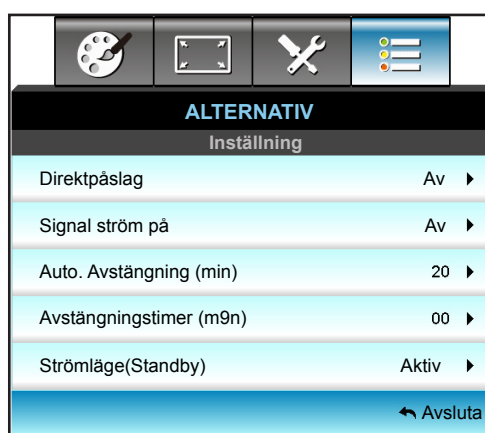 ALTERNATIV
Inställning
Direktpåslag Av
Signal ström på Av
Auto. Avstängning (min) 20
Avstängningstimer (m9n) 00
Strömläge(Standby) Aktiv
Avsluta